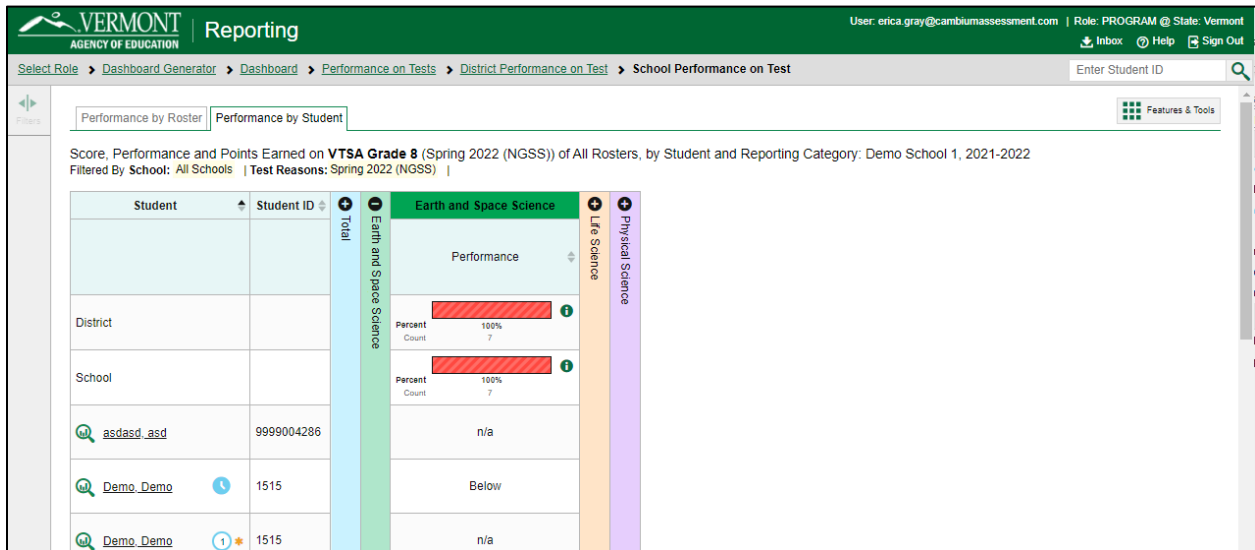 VERMONT
AGENCY OF EDUCATION
Reporting
User: erica.gray@cambiumassessment.com | Role: PROGRAM @ State: Vermont
Inbox Help Sign Out
Select Role > Dashboard Generator > Dashboard > Performance on Tests > District Performance on Test > School Performance on Test
Enter Student ID
Filters
Performance by Roster
Performance by Student
Features & Tools
Score, Performance and Points Earned on VTSA Grade 8 (Spring 2022 (NGSS)) of All Rosters, by Student and Reporting Category: Demo School 1, 2021-2022
Filtered By School: All Schools | Test Reasons: Spring 2022 (NGSS) |
Student
Student ID
Total
Earth and Space Science
Earth and Space Science
Life Science
Physical Science
Performance
District
Percent 100%
Count 7
School
Percent 100%
Count 7
asdasd, asd 9999004286 n/a
Demo, Demo 1515 Below
Demo, Demo 1 * 1515 n/a